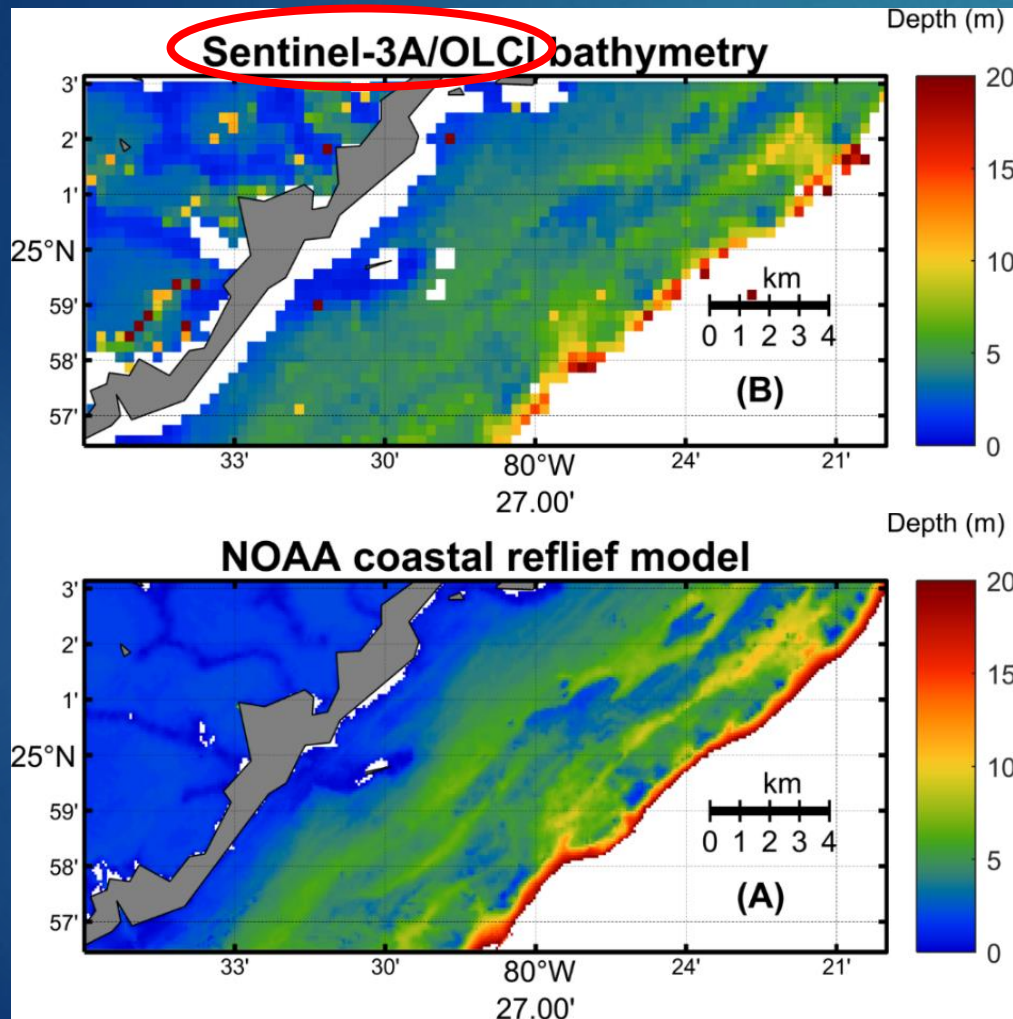 Depth (m)
Sentinel-3A/OLCI bathymetry
3'
2'
1'
25°N
59'
58'
57'
20
15
10
5
0
km
0 1 2 3 4
(B)
33'
30'
80°W
27.00'
24'
21'
Depth (m)
NOAA coastal reflief model
3'
2'
1'
25°N
59'
58'
57'
20
15
10
5
0
km
0 1 2 3 4
(A)
33'
30'
80°W
27.00'
24'
21'